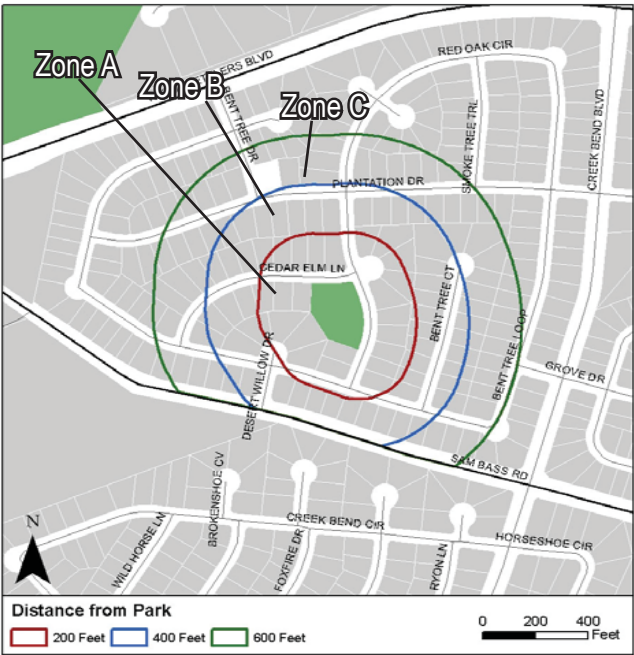 RED OAK CIR
Zone A
Zone B
Zone C
BLVD
BENT TREE DR
SMOKE TREE TRL
CREEK BEND BLVD
PLANTATION DR
CEDAR ELM LN
BENT TREE CT
BENT TREE LOOP
DESERT WILLOW DR
GROVE DR
SAM BASS RD
BROKENSHOE CV
N
WILD HORSE LN
CREEK BEND CIR
FOXFIRE DR
RYON LN
HORSESHOE CIR
Distance from Park
200 Feet 400 Feet 600 Feet
0 200 400
Feet